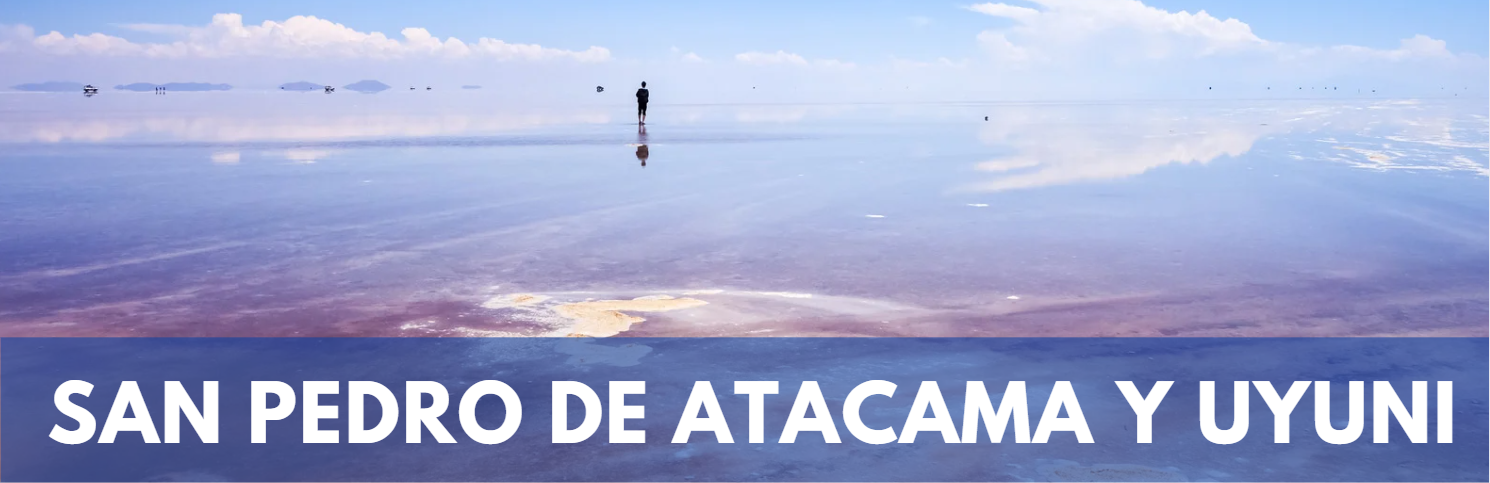 SAN PEDRO DE ATACAMA Y UYUNI